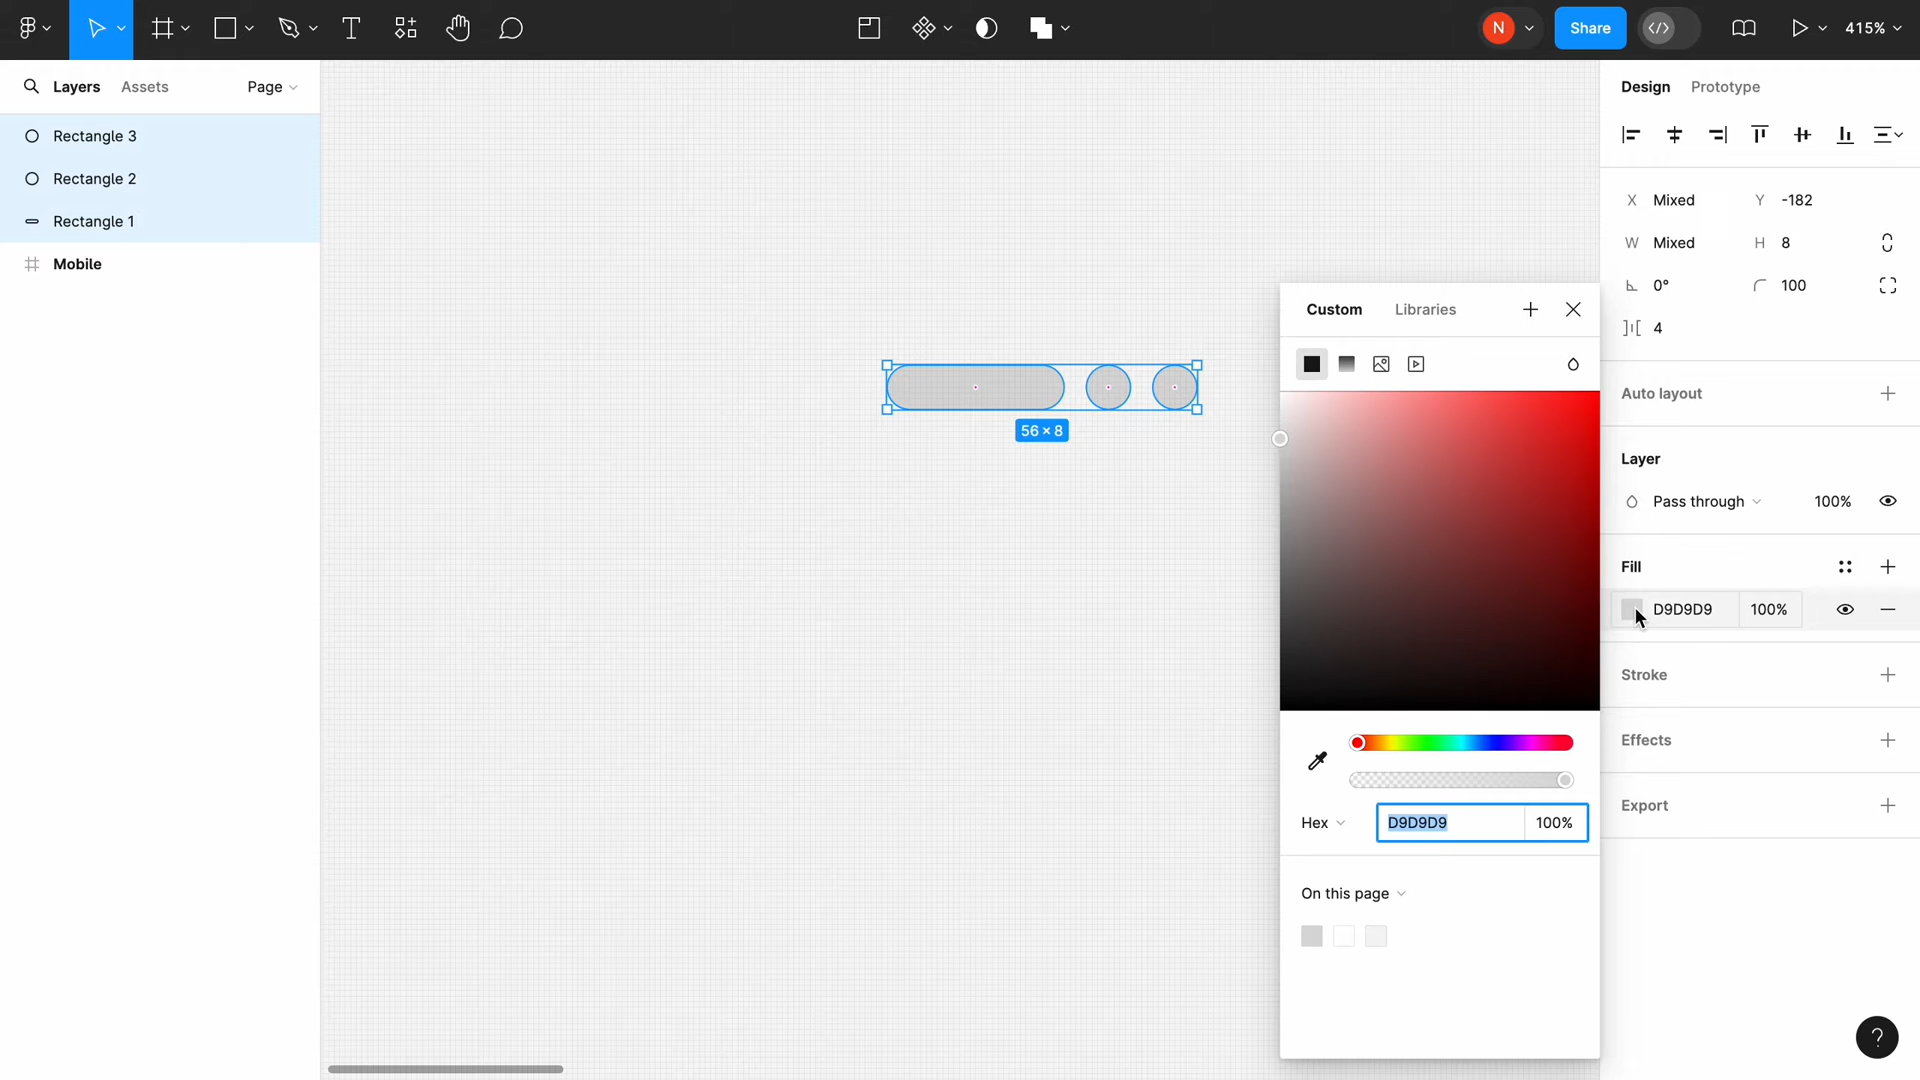 N
Share
415%
Layers
Assets
Page
Rectangle 3
Rectangle 2
Rectangle 1
Mobile
56 × 8
Custom
Libraries
Hex
D9D9D9
100%
On this page
Design
Prototype
X Mixed
Y -182
W Mixed
H 8
0°
100
4
Auto layout
Layer
Pass through
100%
Fill
D9D9D9
100%
Stroke
Effects
Export
?